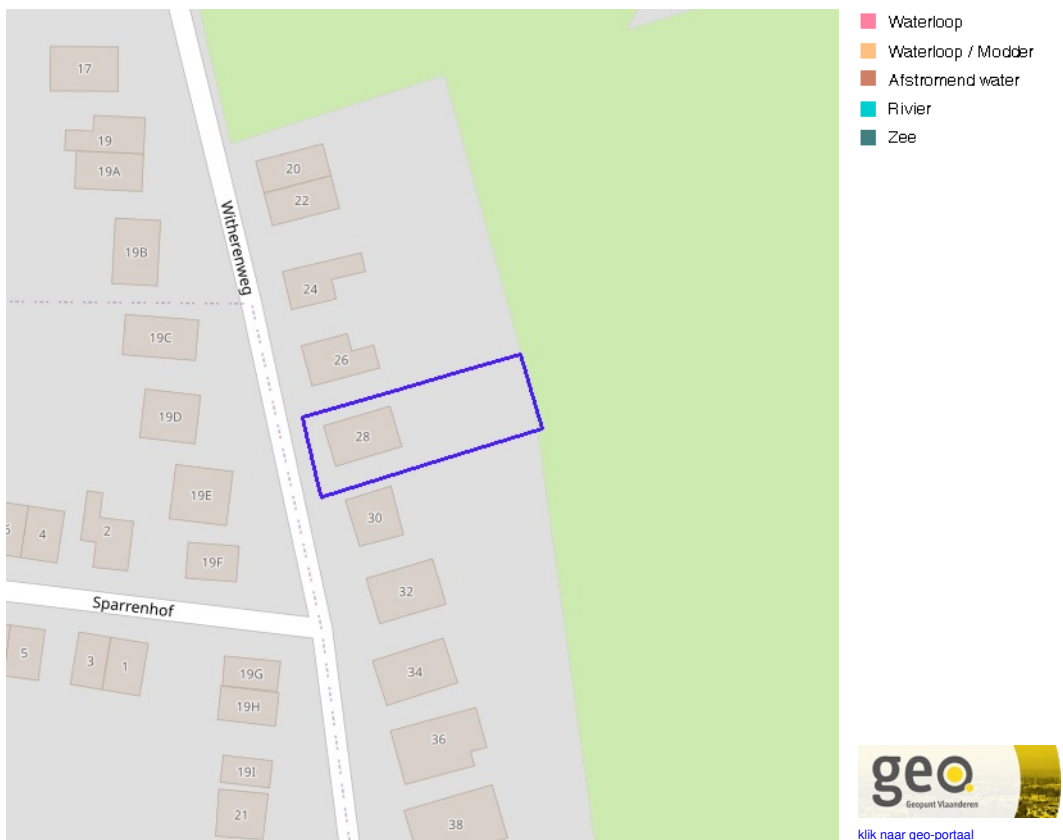 17
19
19A
20
22
Witherenweg
19B
24
19C
26
19D
28
19E
30
4
2
19F
32
Sparrenhof
5
3
1
19G
34
19H
36
19I
21
38
Waterloop
Waterloop / Modder
Afstromend water
Rivier
Zee
geo.
Geopunt Vlaanderen
klik naar geo-portaal